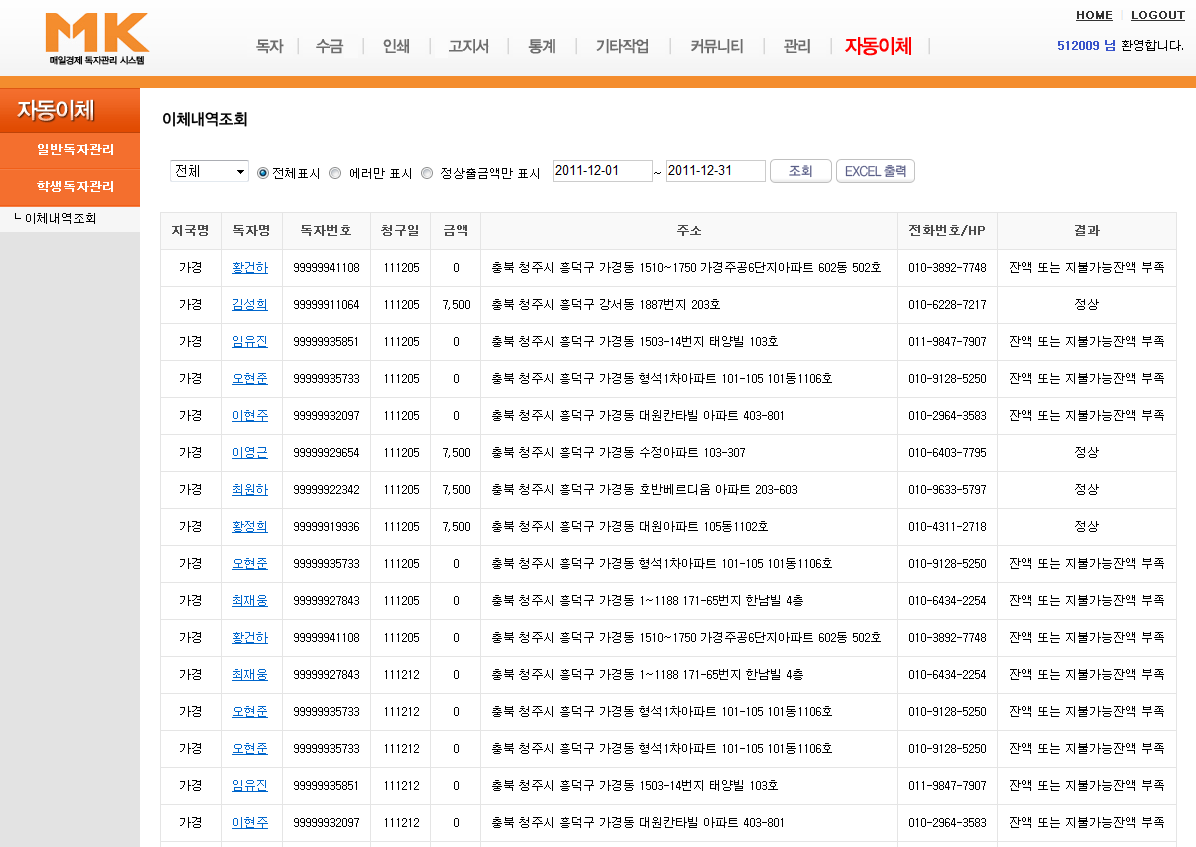 HOME LOGOUT
MK
매일경제 독자관리 시스템
독자 수금 인쇄 고지서 통계 기타작업 커뮤니티 관리 자동이체
512009 님 환영합니다.
자동이체
일반독자관리
학생독자관리
└ 이체내역조회
이체내역조회
전체 전체표시 에러만 표시 정상출금액만 표시 2011-12-01 ~ 2011-12-31 조회 EXCEL 출력
지국명 독자명 독자번호 청구일 금액 주소 전화번호/HP 결과
가경 황건하 99999941108 111205 0 충북 청주시 흥덕구 가경동 1510~1750 가경주공6단지아파트 602동 502호 010-3892-7748 잔액 또는 지불가능잔액 부족
가경 김성희 99999911064 111205 7,500 충북 청주시 흥덕구 강서동 1887번지 203호 010-6228-7217 정상
가경 임유진 99999935851 111205 0 충북 청주시 흥덕구 가경동 1503-14번지 태양빌 103호 011-9847-7907 잔액 또는 지불가능잔액 부족
가경 오현준 99999935733 111205 0 충북 청주시 흥덕구 가경동 형석1차아파트 101-105 101동1106호 010-9128-5250 잔액 또는 지불가능잔액 부족
가경 이현주 99999932097 111205 0 충북 청주시 흥덕구 가경동 대원칸타빌 아파트 403-801 010-2964-3583 잔액 또는 지불가능잔액 부족
가경 이영근 99999929654 111205 7,500 충북 청주시 흥덕구 가경동 수정아파트 103-307 010-6403-7795 정상
가경 최원하 99999922342 111205 7,500 충북 청주시 흥덕구 가경동 호반베르디움 아파트 203-603 010-9633-5797 정상
가경 황정희 99999919936 111205 7,500 충북 청주시 흥덕구 가경동 대원아파트 105동1102호 010-4311-2718 정상
가경 오현준 99999935733 111205 0 충북 청주시 흥덕구 가경동 형석1차아파트 101-105 101동1106호 010-9128-5250 잔액 또는 지불가능잔액 부족
가경 최재웅 99999927843 111205 0 충북 청주시 흥덕구 가경동 1~1188 171-65번지 한남빌 4층 010-6434-2254 잔액 또는 지불가능잔액 부족
가경 황건하 99999941108 111205 0 충북 청주시 흥덕구 가경동 1510~1750 가경주공6단지아파트 602동 502호 010-3892-7748 잔액 또는 지불가능잔액 부족
가경 최재웅 99999927843 111212 0 충북 청주시 흥덕구 가경동 1~1188 171-65번지 한남빌 4층 010-6434-2254 잔액 또는 지불가능잔액 부족
가경 오현준 99999935733 111212 0 충북 청주시 흥덕구 가경동 형석1차아파트 101-105 101동1106호 010-9128-5250 잔액 또는 지불가능잔액 부족
가경 오현준 99999935733 111212 0 충북 청주시 흥덕구 가경동 형석1차아파트 101-105 101동1106호 010-9128-5250 잔액 또는 지불가능잔액 부족
가경 임유진 99999935851 111212 0 충북 청주시 흥덕구 가경동 1503-14번지 태양빌 103호 011-9847-7907 잔액 또는 지불가능잔액 부족
가경 이현주 99999932097 111212 0 충북 청주시 흥덕구 가경동 대원칸타빌 아파트 403-801 010-2964-3583 잔액 또는 지불가능잔액 부족